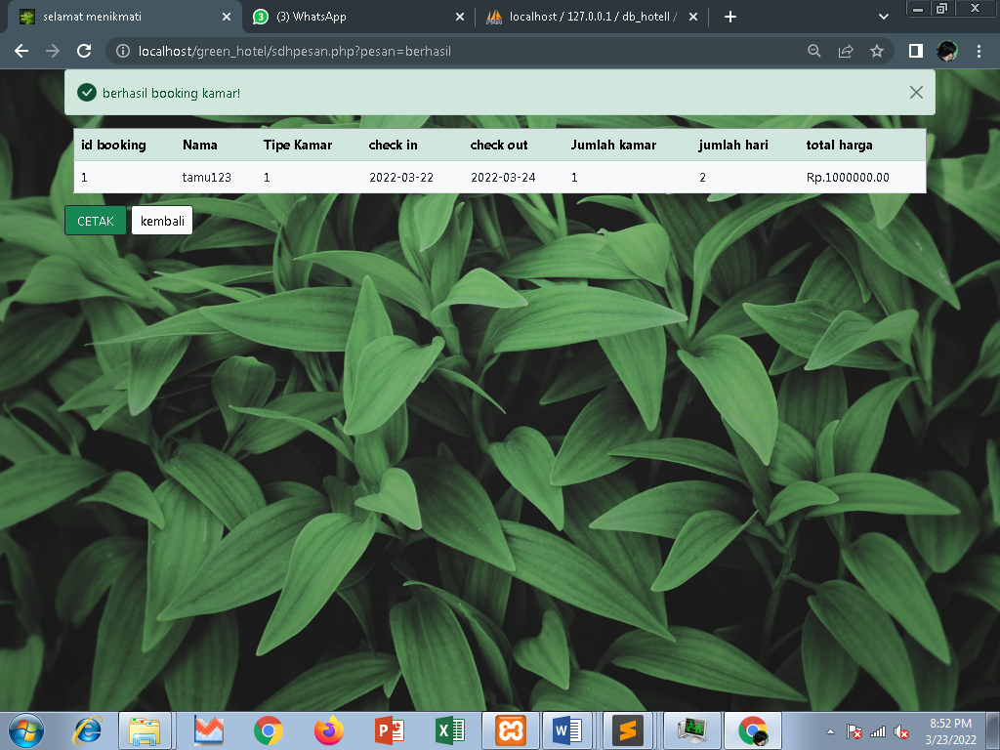 selamat menikmati
(3) WhatsApp
localhost / 127.0.0.1 / db_hotell /
localhost/green_hotel/sdhpesan.php?pesan=berhasil
berhasil booking kamar!
id booking Nama Tipe Kamar check in check out Jumlah kamar jumlah hari total harga
1 tamu123 1 2022-03-22 2022-03-24 1 2 Rp.1000000.00
CETAK kembali
8:52 PM
3/23/2022